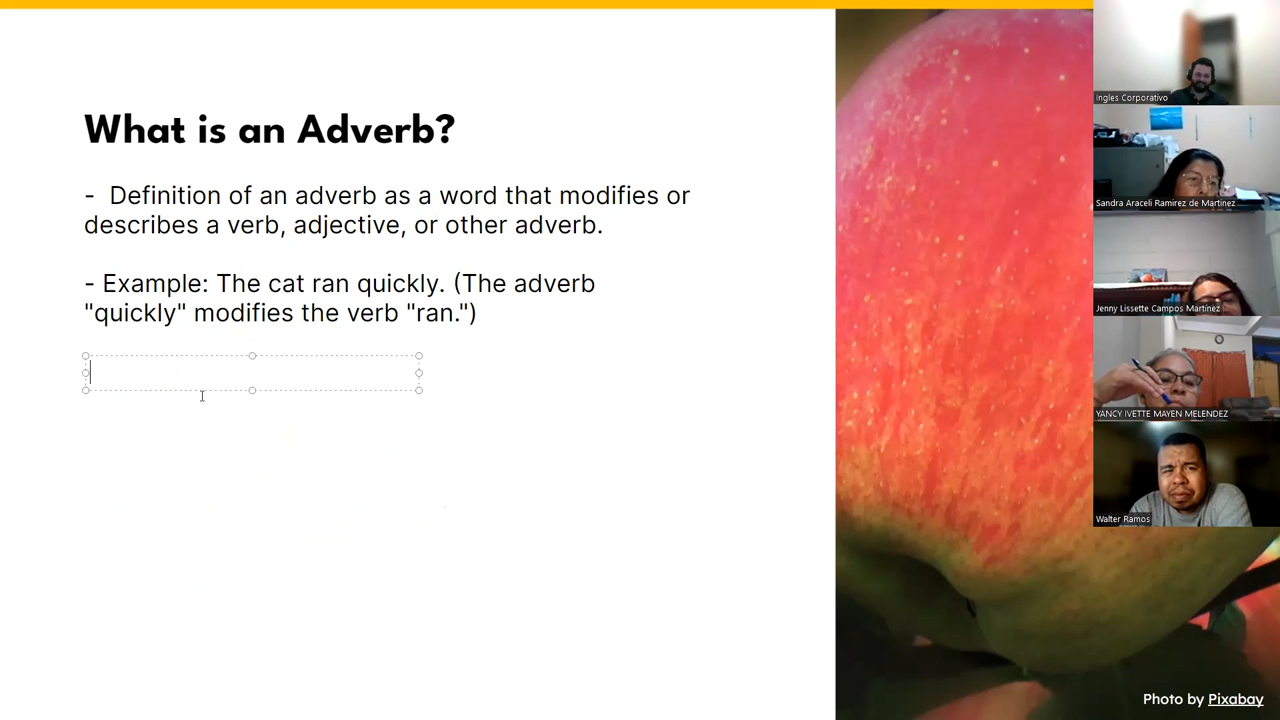 What is an Adverb?
- Definition of an adverb as a word that modifies or
describes a verb, adjective, or other adverb.
- Example: The cat ran quickly. (The adverb
"quickly" modifies the verb "ran.")
Ingles Corporativo
Sandra Araceli Ramirez de Martinez
Jenny Lissette Campos Martínez
YANCY IVETTE MAYEN MELENDEZ
Walter Ramos
Photo by Pixabay